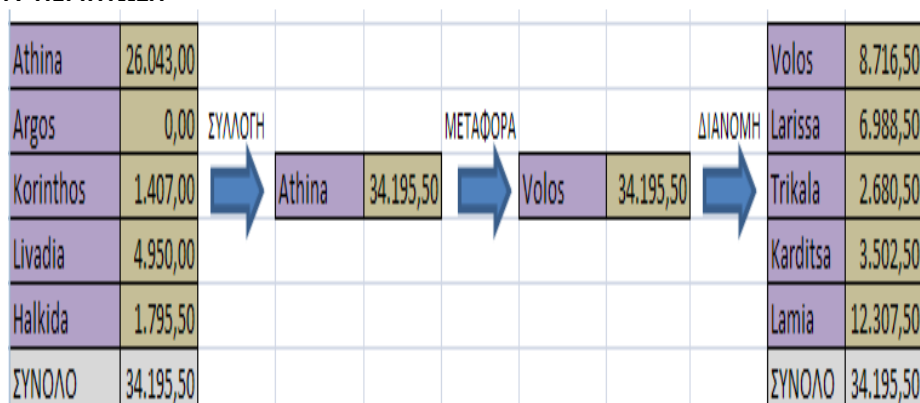 Athina 26.043,00 Volos 8.716,50
Argos 0,00 ΣΥΛΛΟΓΗ ΜΕΤΑΦΟΡΑ ΔΙΑΝΟΜΗ Larissa 6.988,50
Korinthos 1.407,00 Athina 34.195,50 Volos 34.195,50 Trikala 2.680,50
Livadia 4.950,00 Karditsa 3.502,50
Halkida 1.795,50 Lamia 12.307,50
ΣΥΝΟΛΟ 34.195,50 ΣΥΝΟΛΟ 34.195,50